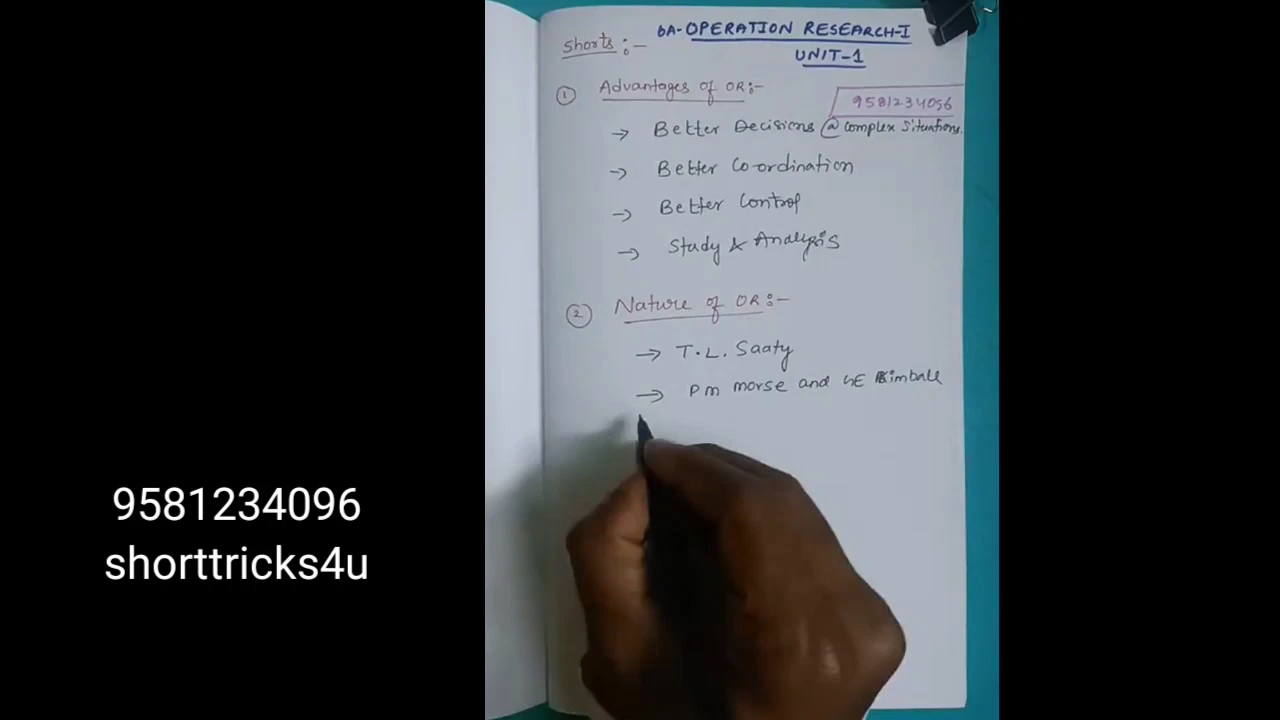 6A-OPERATION RESEARCH-I
Shorts :-
UNIT-1
① Advantages of OR:-
9581234096
→ Better Decisions @ Complex Situations.
→ Better Co-ordination
→ Better Control
→ Study & Analysis
② Nature of OR:-
→ T.L. Saaty
→ PM morse and GE Kimball
9581234096
shorttricks4u